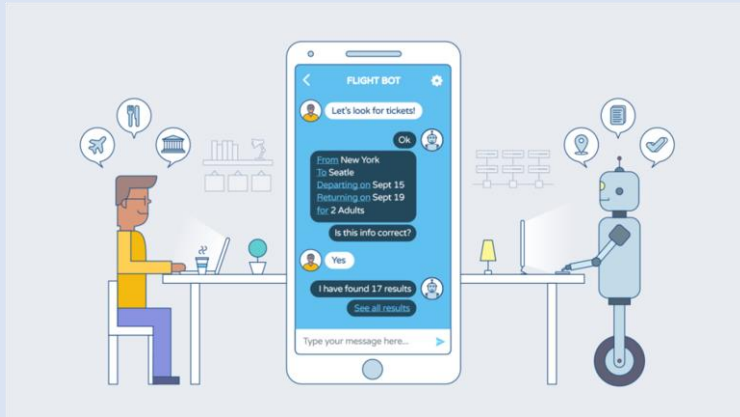 FLIGHT BOT
Let's look for tickets!
Ok
From New York
To Seatle
Departing on Sept 15
Returning on Sept 19
for 2 Adults
Is this info correct?
Yes
I have found 17 results
See all results
Type your message here...